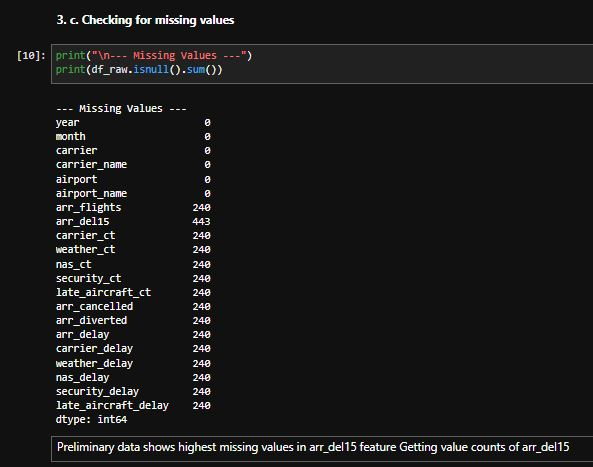 3. c. Checking for missing values
[10]: print("\n--- Missing Values ---")
print(df_raw.isnull().sum())
--- Missing Values ---
year 0
month 0
carrier 0
carrier_name 0
airport 0
airport_name 0
arr_flights 240
arr_del15 443
carrier_ct 240
weather_ct 240
nas_ct 240
security_ct 240
late_aircraft_ct 240
arr_cancelled 240
arr_diverted 240
arr_delay 240
carrier_delay 240
weather_delay 240
nas_delay 240
security_delay 240
late_aircraft_delay 240
dtype: int64
Preliminary data shows highest missing values in arr_del15 feature Getting value counts of arr_del15